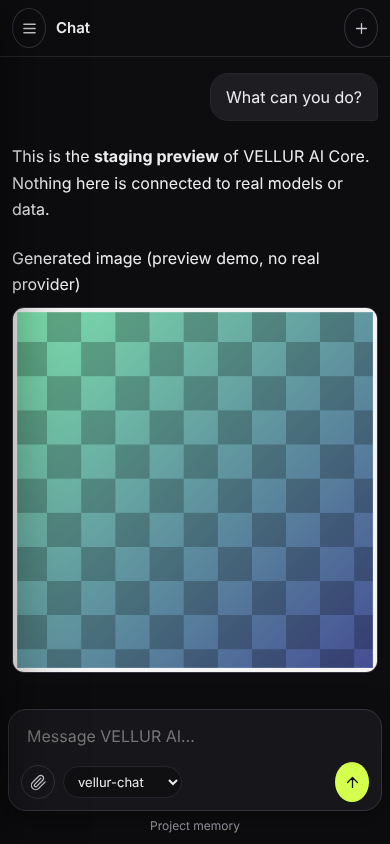 Chat
What can you do?
This is the staging preview of VELLUR AI Core.
Nothing here is connected to real models or
data.
Generated image (preview demo, no real
provider)
Message VELLUR AI...
vellur-chat
Project memory